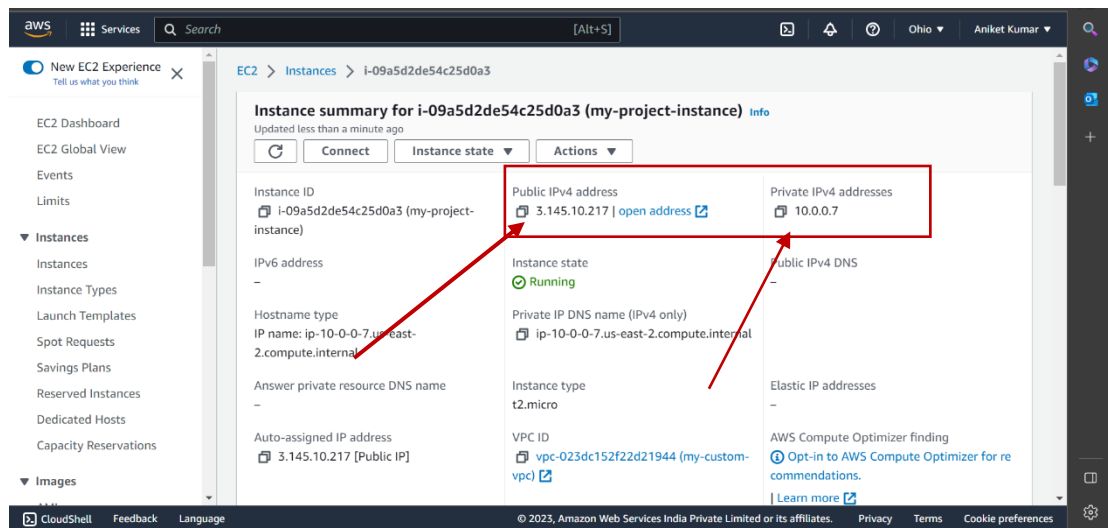 aws
Services
Search
[Alt+S]
Ohio ▼
Aniket Kumar ▼
New EC2 Experience
Tell us what you think
EC2 Dashboard
EC2 Global View
Events
Limits
▼ Instances
Instances
Instance Types
Launch Templates
Spot Requests
Savings Plans
Reserved Instances
Dedicated Hosts
Capacity Reservations
▼ Images
EC2 > Instances > i-09a5d2de54c25d0a3
Instance summary for i-09a5d2de54c25d0a3 (my-project-instance) Info
Updated less than a minute ago
Connect
Instance state ▼
Actions ▼
Instance ID
i-09a5d2de54c25d0a3 (my-project-
instance)
Public IPv4 address
3.145.10.217 | open address
Private IPv4 addresses
10.0.0.7
IPv6 address
–
Instance state
Running
Public IPv4 DNS
–
Hostname type
IP name: ip-10-0-0-7.us-east-
2.compute.internal
Private IP DNS name (IPv4 only)
ip-10-0-0-7.us-east-2.compute.internal
Answer private resource DNS name
–
Instance type
t2.micro
Elastic IP addresses
–
Auto-assigned IP address
3.145.10.217 [Public IP]
VPC ID
vpc-023dc152f22d21944 (my-custom-
vpc)
AWS Compute Optimizer finding
Opt-in to AWS Compute Optimizer for re
commendations.
| Learn more
CloudShell
Feedback
Language
© 2023, Amazon Web Services India Private Limited or its affiliates.
Privacy
Terms
Cookie preferences